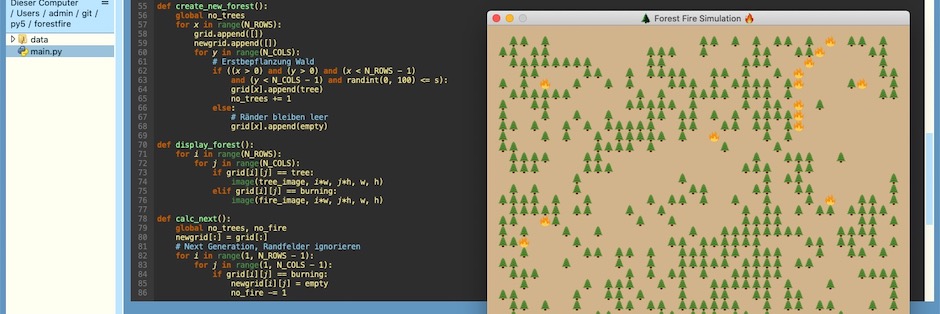 Dieser Computer
/ Users / admin / git /
py5 / forestfire
data
main.py
55 def create_new_forest():
56 global no_trees
57 for x in range(N_ROWS):
58 grid.append([])
59 newgrid.append([])
60 for y in range(N_COLS):
61 # Erstbepflanzung Wald
62 if ((x > 0) and (y > 0) and (x < N_ROWS - 1)
63 and (y < N_COLS - 1) and randint(0, 100) <= s):
64 grid[x].append(tree)
65 no_trees += 1
66 else:
67 # Ränder bleiben leer
68 grid[x].append(empty)
69
70 def display_forest():
71 for i in range(N_ROWS):
72 for j in range(N_COLS):
73 if grid[i][j] == tree:
74 image(tree_image, i*w, j*h, w, h)
75 elif grid[i][j] == burning:
76 image(fire_image, i*w, j*h, w, h)
77
78 def calc_next():
79 global no_trees, no_fire
80 newgrid[:] = grid[:]
81 # Next Generation, Randfelder ignorieren
82 for i in range(1, N_ROWS - 1):
83 for j in range(1, N_COLS - 1):
84 if grid[i][j] == burning:
85 newgrid[i][j] = empty
86 no_fire -= 1
🌲 Forest Fire Simulation 🔥